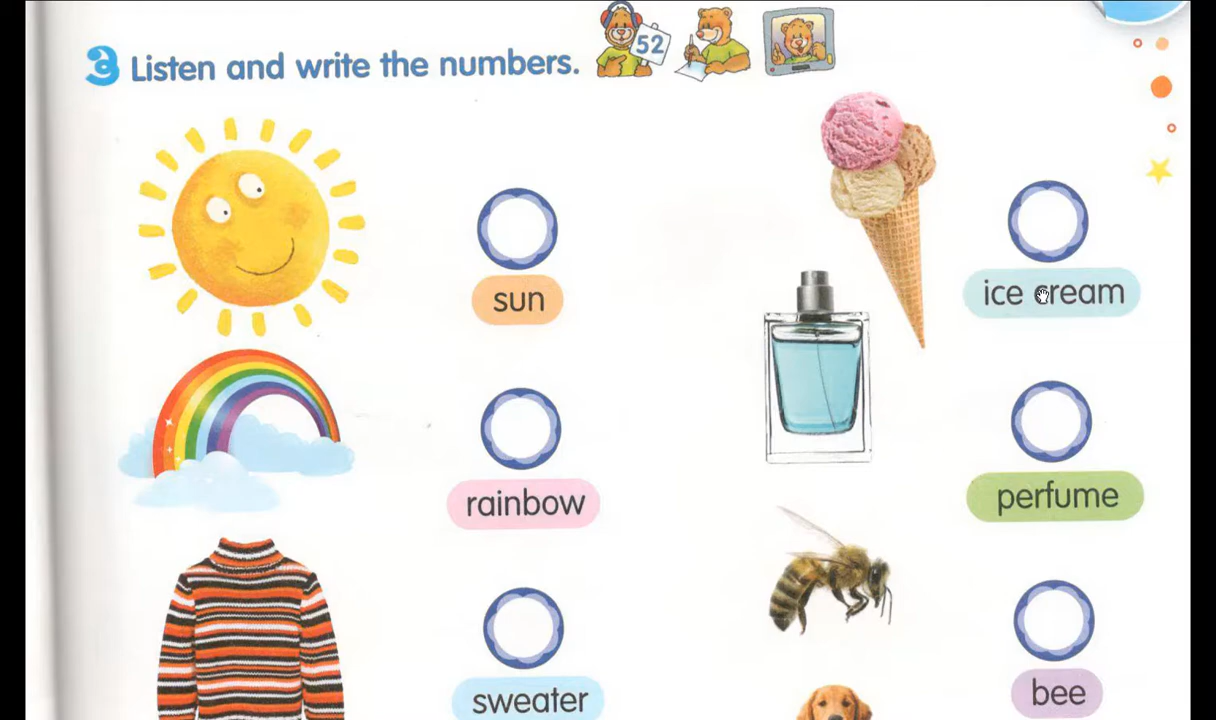 3 Listen and write the numbers.
52
sun
ice cream
rainbow
perfume
sweater
bee